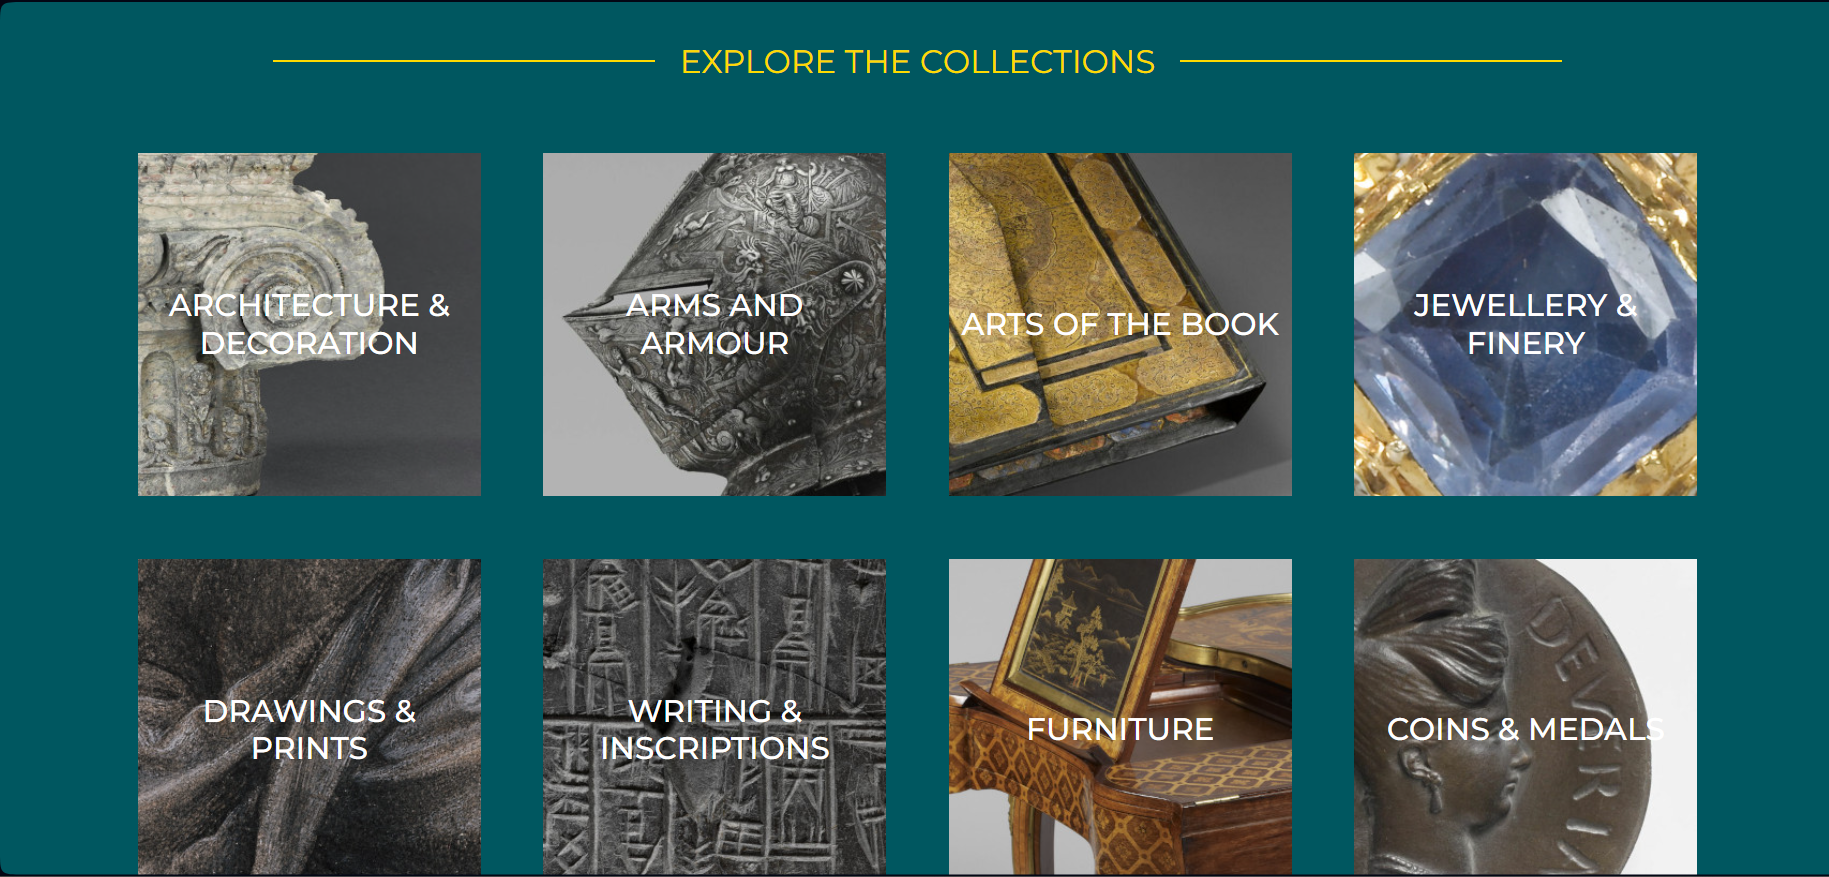 EXPLORE THE COLLECTIONS
ARCHITECTURE &
DECORATION
ARMS AND
ARMOUR
ARTS OF THE BOOK
JEWELLERY &
FINERY
DRAWINGS &
PRINTS
WRITING &
INSCRIPTIONS
FURNITURE
COINS & MEDALS
DEVERIA